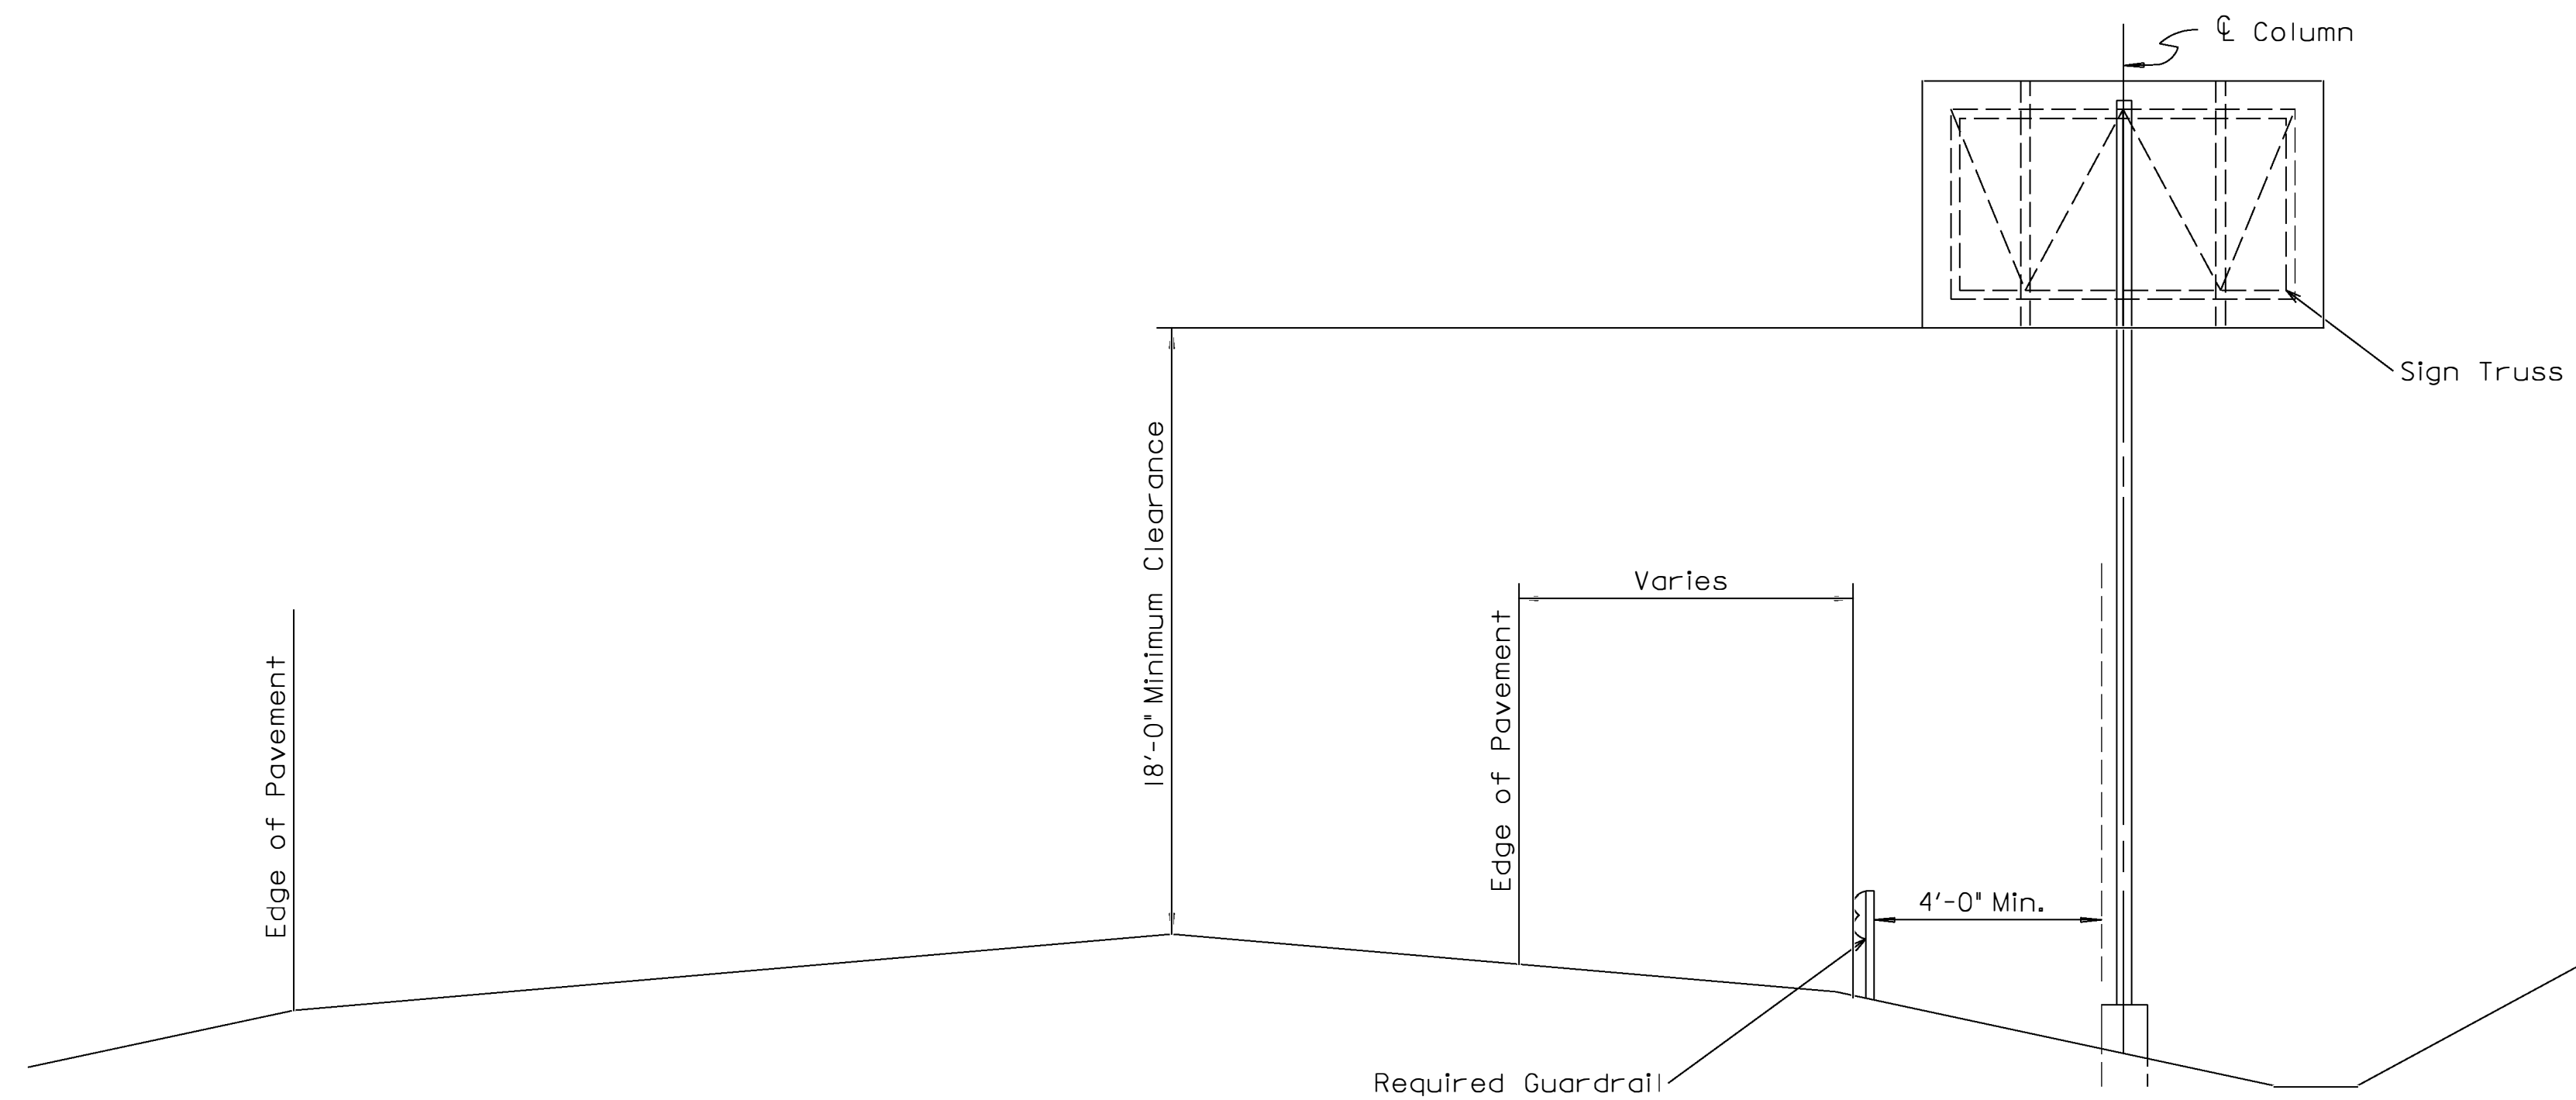 ℄ Column
Sign Truss
18'-0" Minimum Clearance
Varies
Edge of Pavement
Edge of Pavement
4'-0" Min.
Required Guardrail